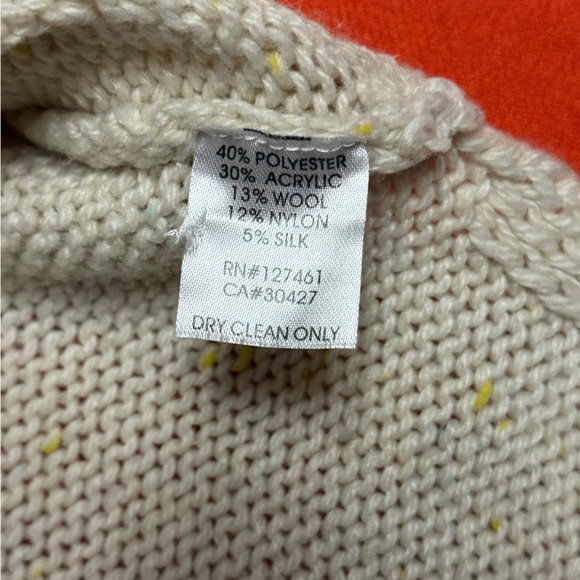 40% POLYESTER
30% ACRYLIC
13% WOOL
12% NYLON
5% SILK
RN#127461
CA#30427
DRY CLEAN ONLY